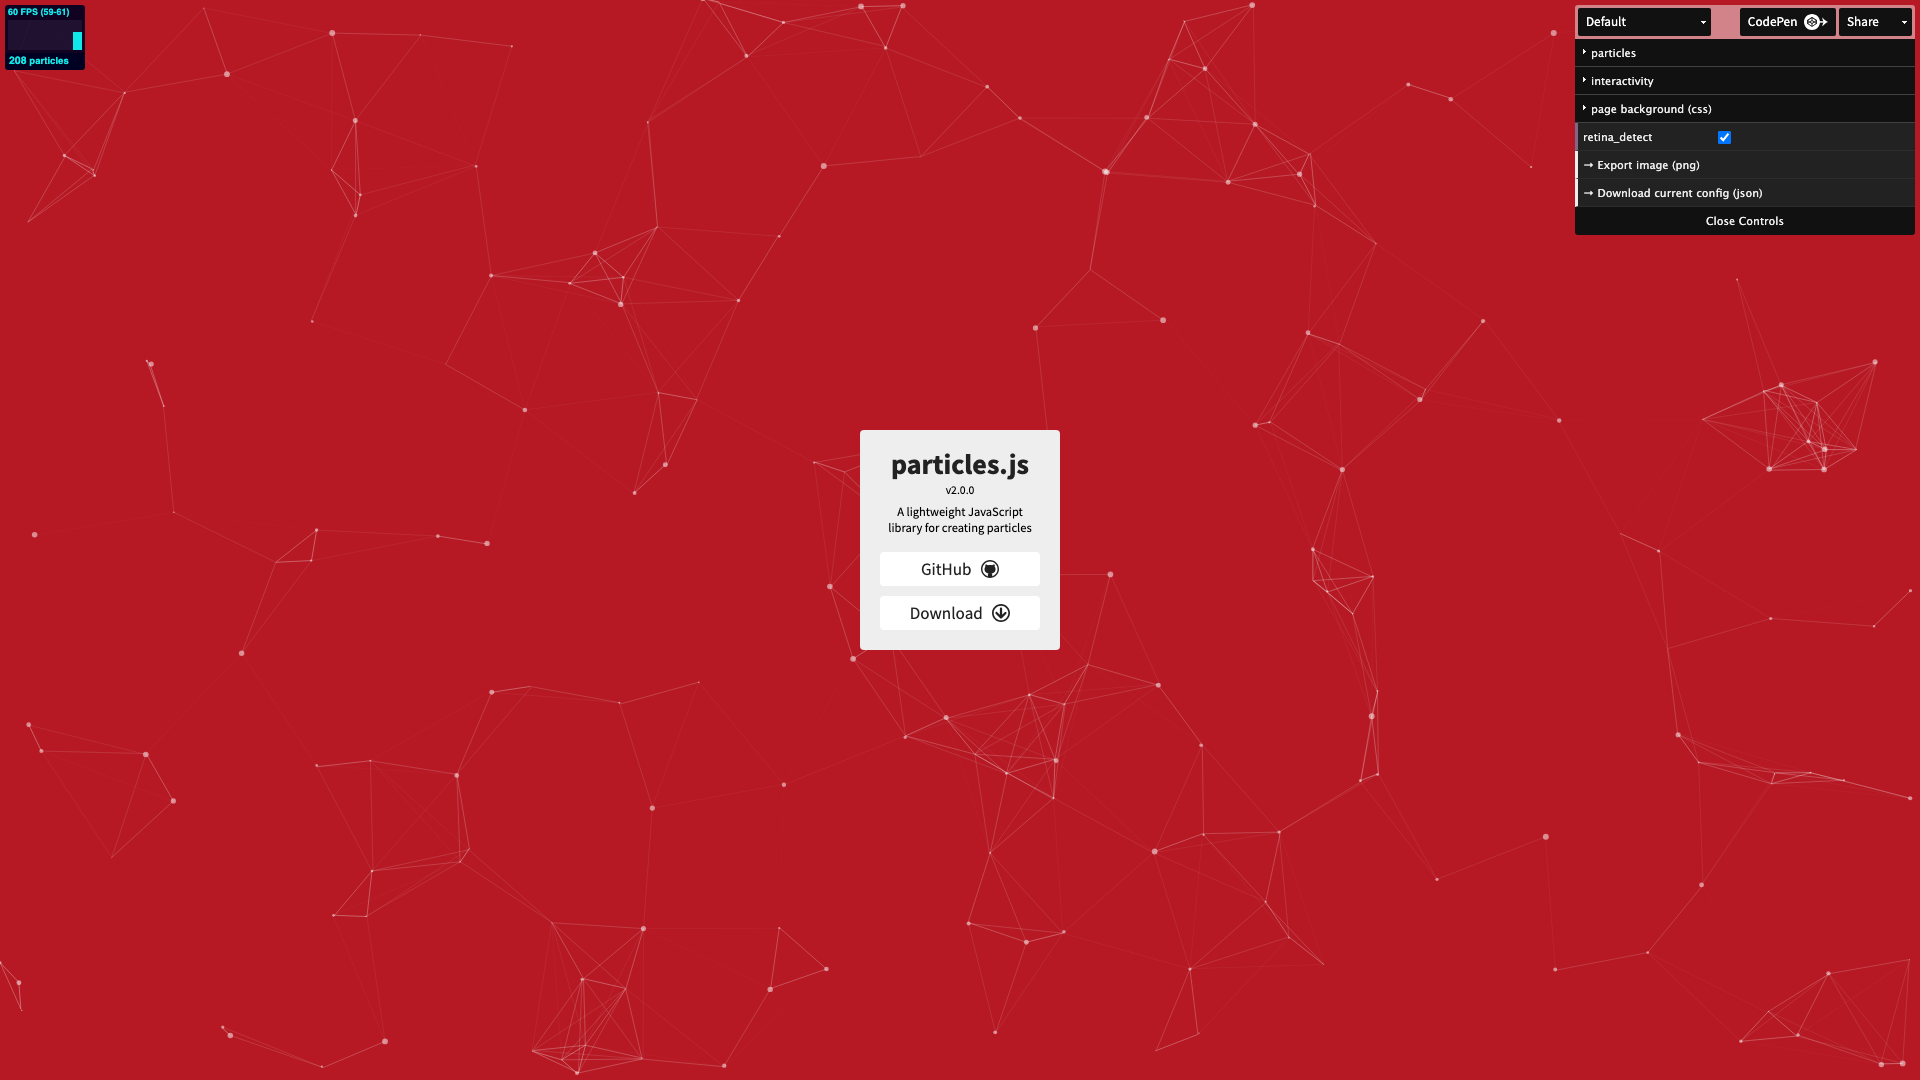 60 FPS (59-61)
208 particles
Default
CodePen
Share
particles
interactivity
page background (css)
retina_detect
→ Export image (png)
→ Download current config (json)
Close Controls
particles.js
v2.0.0
A lightweight JavaScript
library for creating particles
GitHub
Download